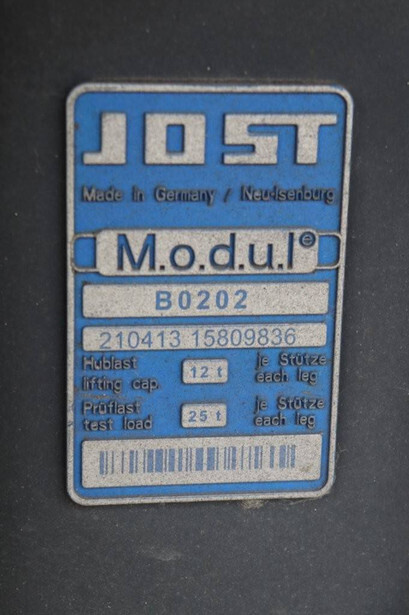 JOST
Made in Germany / Neu-Isenburg
M.o.d.u.l e
B0202
210413 15809836
Hublast 12 t je Stütze
lifting cap. each leg
Prüflast 25 t je Stütze
test load each leg